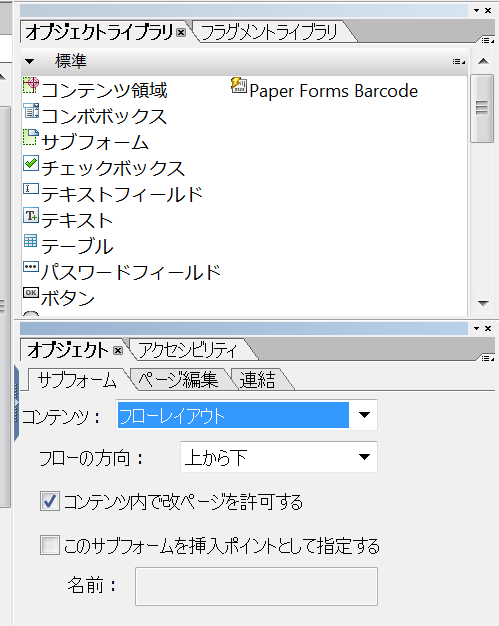 オブジェクトライブラリ フラグメントライブラリ
標準
コンテンツ領域 Paper Forms Barcode
コンボボックス
サブフォーム
チェックボックス
テキストフィールド
テキスト
テーブル
パスワードフィールド
ボタン
オブジェクト アクセシビリティ
サブフォーム ページ編集 連結
コンテンツ： フローレイアウト
フローの方向： 上から下
コンテンツ内で改ページを許可する
このサブフォームを挿入ポイントとして指定する
名前：